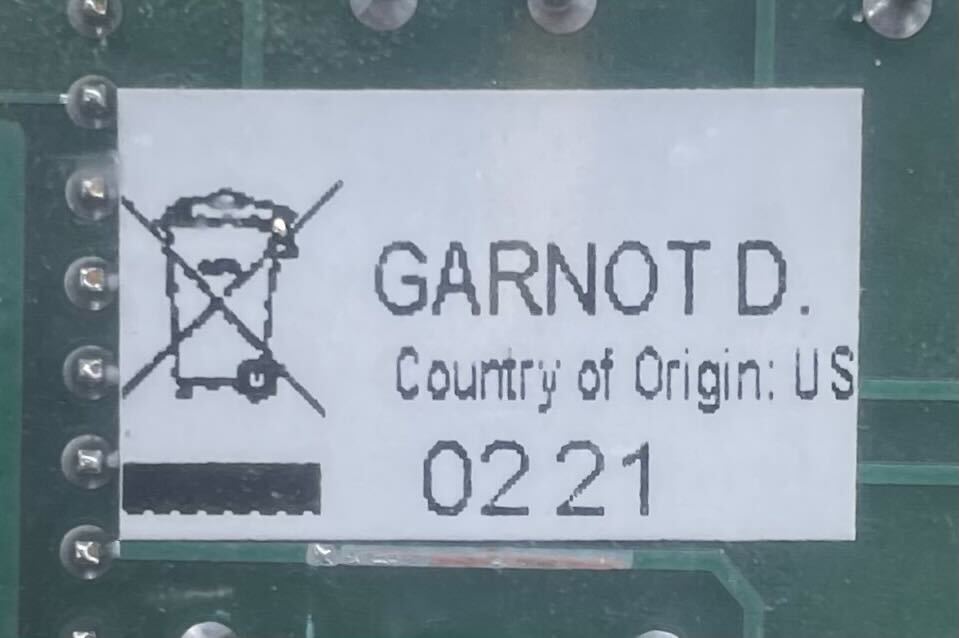 GARNOT D.
Country of Origin: US
0221